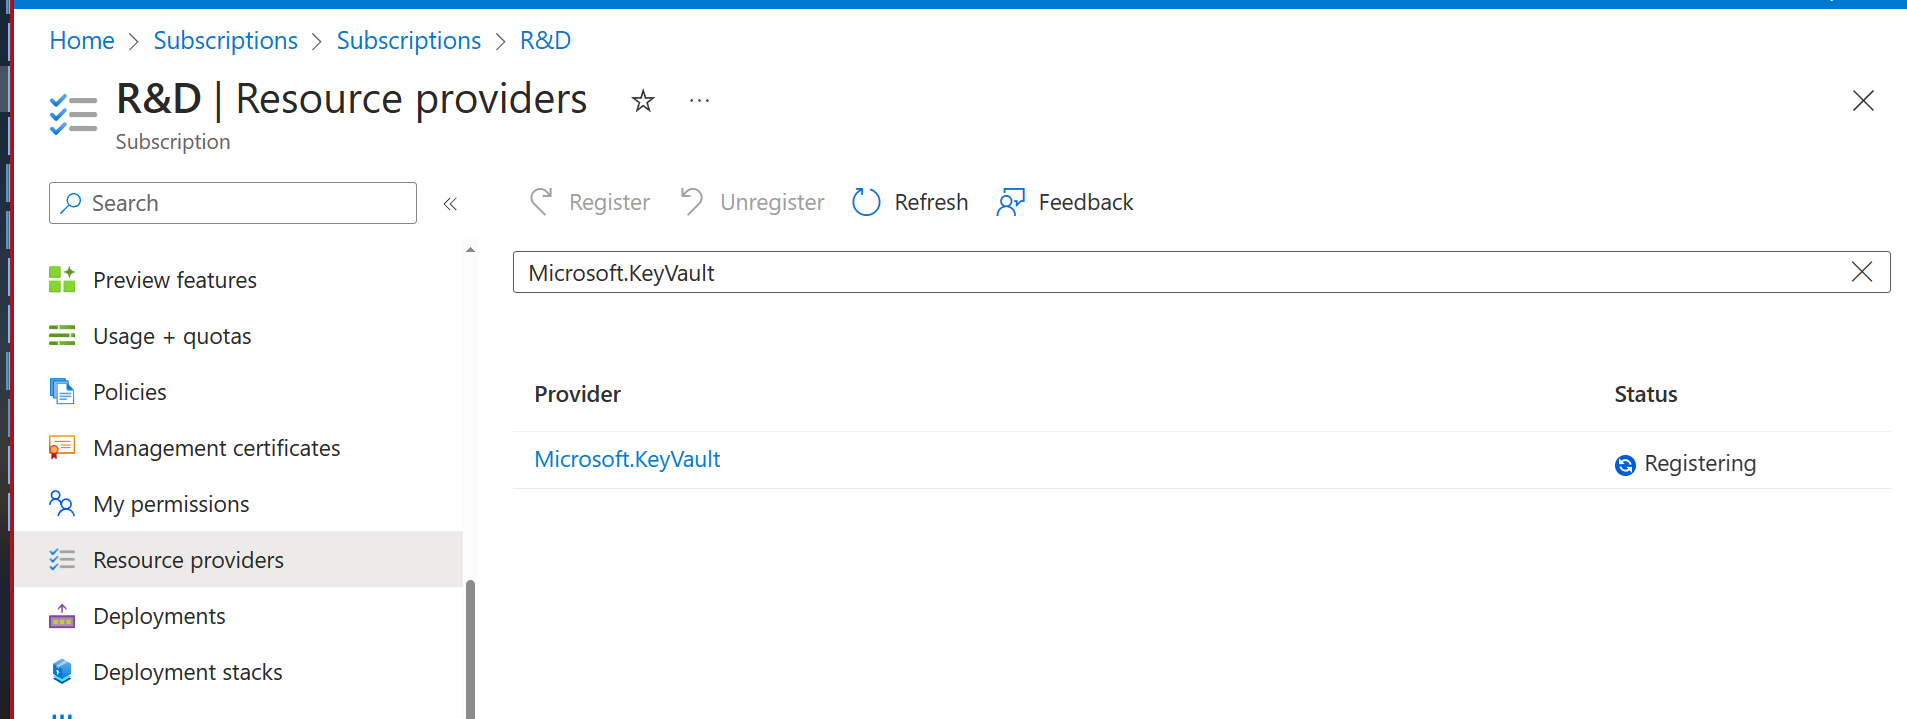 Home > Subscriptions > Subscriptions > R&D
R&D | Resource providers
Subscription
Search
Register Unregister Refresh Feedback
Microsoft.KeyVault
Preview features
Usage + quotas
Policies
Management certificates
My permissions
Resource providers
Deployments
Deployment stacks
Provider Status
Microsoft.KeyVault Registering